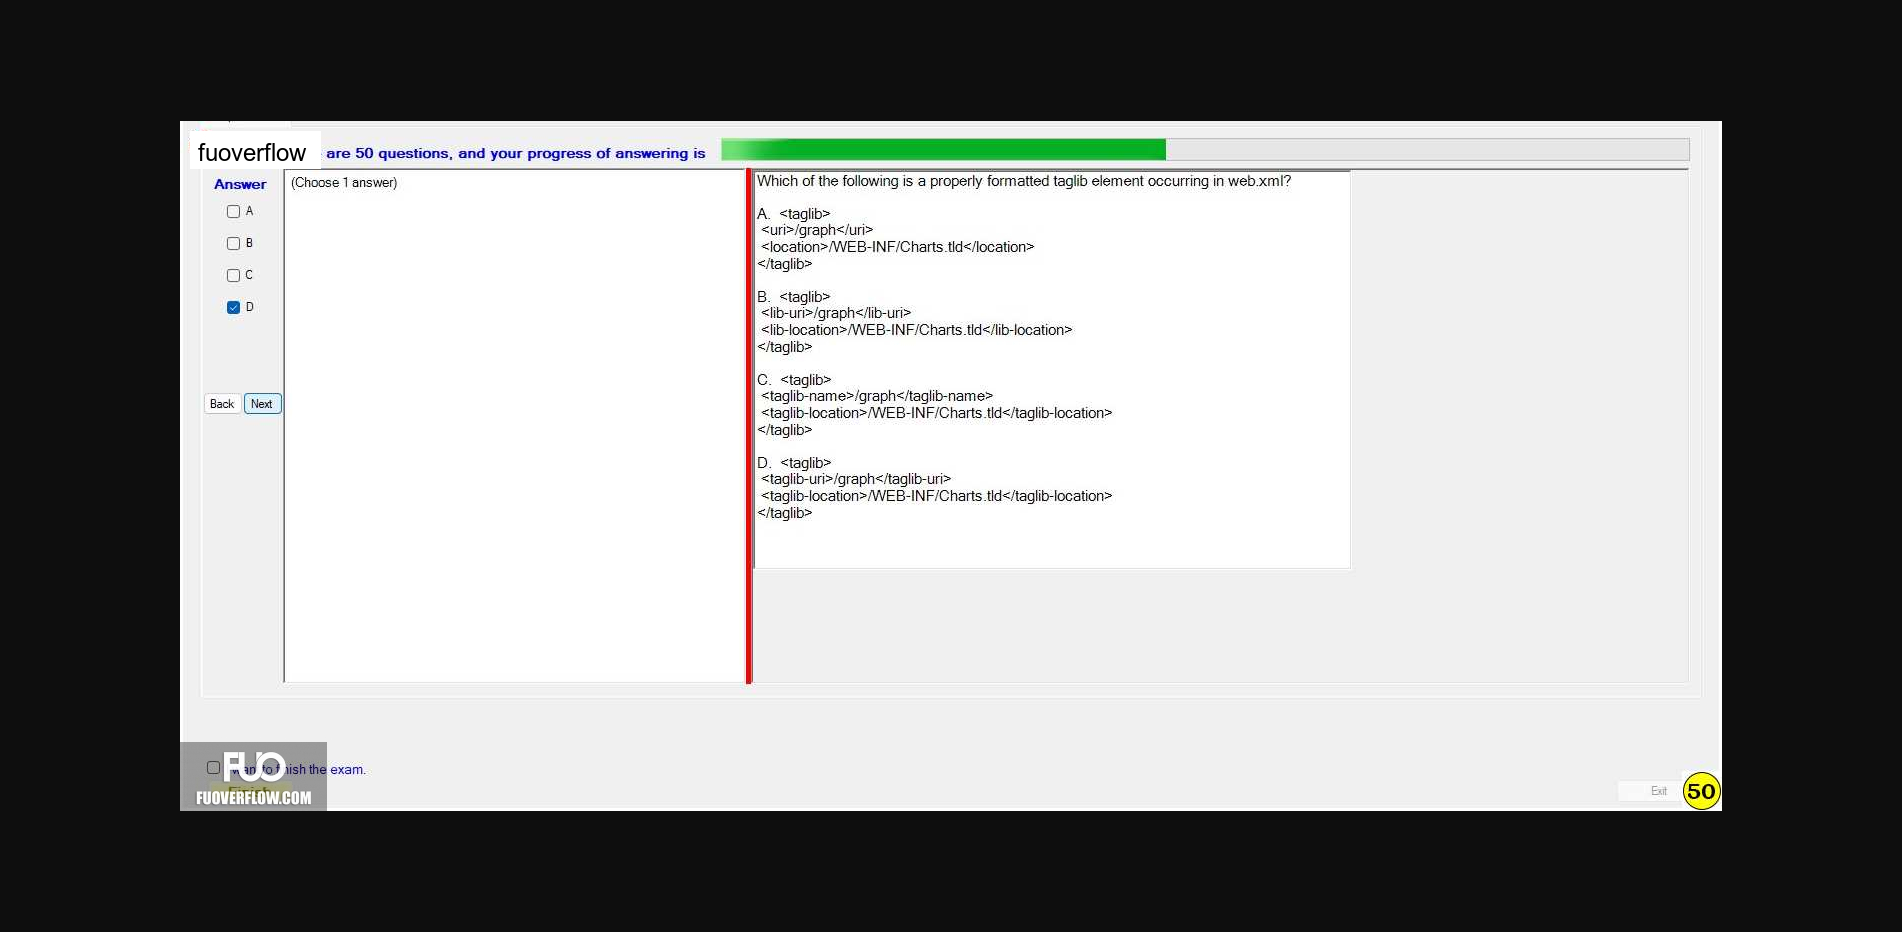 fuoverflow are 50 questions, and your progress of answering is
Answer
(Choose 1 answer)
A
B
C
D
Back Next
Which of the following is a properly formatted taglib element occurring in web.xml?
A. <taglib>
<uri>/graph</uri>
<location>/WEB-INF/Charts.tld</location>
</taglib>
B. <taglib>
<lib-uri>/graph</lib-uri>
<lib-location>/WEB-INF/Charts.tld</lib-location>
</taglib>
C. <taglib>
<taglib-name>/graph</taglib-name>
<taglib-location>/WEB-INF/Charts.tld</taglib-location>
</taglib>
D. <taglib>
<taglib-uri>/graph</taglib-uri>
<taglib-location>/WEB-INF/Charts.tld</taglib-location>
</taglib>
FUO
want to finish the exam.
Finish
FUOVERFLOW.COM
Exit
50